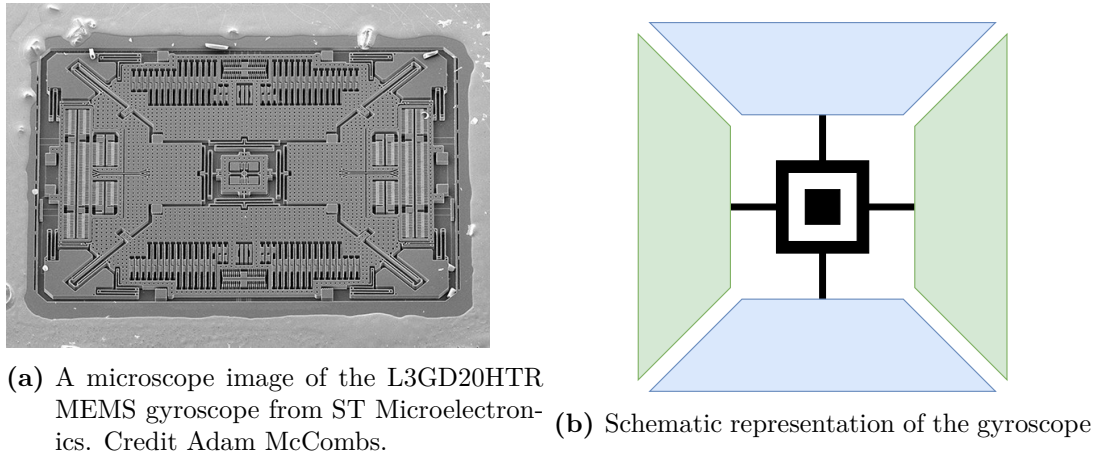 (a) A microscope image of the L3GD20HTR
MEMS gyroscope from ST Microelectron-
ics. Credit Adam McCombs.
(b) Schematic representation of the gyroscope